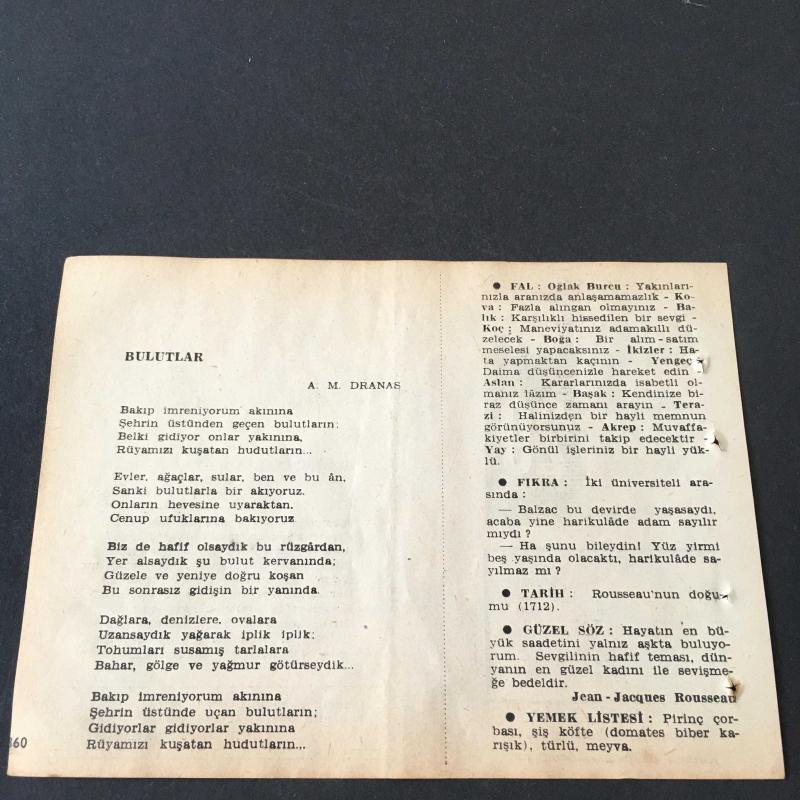 BULUTLAR
A. M. DRANAS
Bakıp imreniyorum akınına
Şehrin üstünden geçen bulutların;
Belki gidiyor onlar yakınına,
Rüyamızı kuşatan hudutların...
Evler, ağaçlar, sular, ben ve bu ân,
Sanki bulutlarla bir akıyoruz.
Onların hevesine uyaraktan.
Cenup ufuklarına bakıyoruz
Biz de hafif olsaydık bu rüzgârdan,
Yer alsaydık şu bulut kervanında;
Güzele ve yeniye doğru koşan
Bu sonrasız gidişin bir yanında.
Dağlara, denizlere, ovalara
Uzansaydık yağarak iplik iplik;
Tohumları susamış tarlalara
Bahar, gölge ve yağmur götürseydik...
Bakıp imreniyorum akınına
Şehrin üstünde uçan bulutların;
Gidiyorlar gidiyorlar yakınına
Rüyamızı kuşatan hudutların...
360
● FAL : Oğlak Burcu : Yakınları-
nızla aranızda anlaşamamazlık - Ko-
va : Fazla alıngan olmayınız - Ba-
lık : Karşılıklı hissedilen bir sevgi -
Koç : Maneviyatınız adamakıllı dü-
zelecek - Boğa : Bir alım - satım
meselesi yapacaksınız - İkizler : Ha-
ta yapmaktan kaçının - Yengeç -
Daima düşüncenizle hareket edin -
Aslan : Kararlarınızda isabetli ol-
manız lâzım - Başak : Kendinize bi-
raz düşünce zamanı arayın - Tera-
zi : Halinizden bir hayli memnun
görünüyorsunuz - Akrep : Muvaffa-
kiyetler birbirini takip edecektir -
Yay : Gönül işleriniz bir hayli yük-
lü.
● FIKRA : İki üniversiteli ara-
sında :
— Balzac bu devirde yaşasaydı,
acaba yine harikulâde adam sayılır
mıydı ?
— Ha şunu bileydin! Yüz yirmi
beş yaşında olacaktı, harikulâde sa-
yılmaz mı ?
● TARİH : Rousseau'nun doğu-
mu (1712).
● GÜZEL SÖZ : Hayatın en bü-
yük saadetini yalnız aşkta buluyo-
rum. Sevgilinin hafif teması, dün-
yanın en güzel kadını ile sevişme-
ğe bedeldir.
Jean - Jacques Rousseau
● YEMEK LİSTESİ : Pirinç çor-
bası, şiş köfte (domates biber ka-
rışık), türlü, meyva.